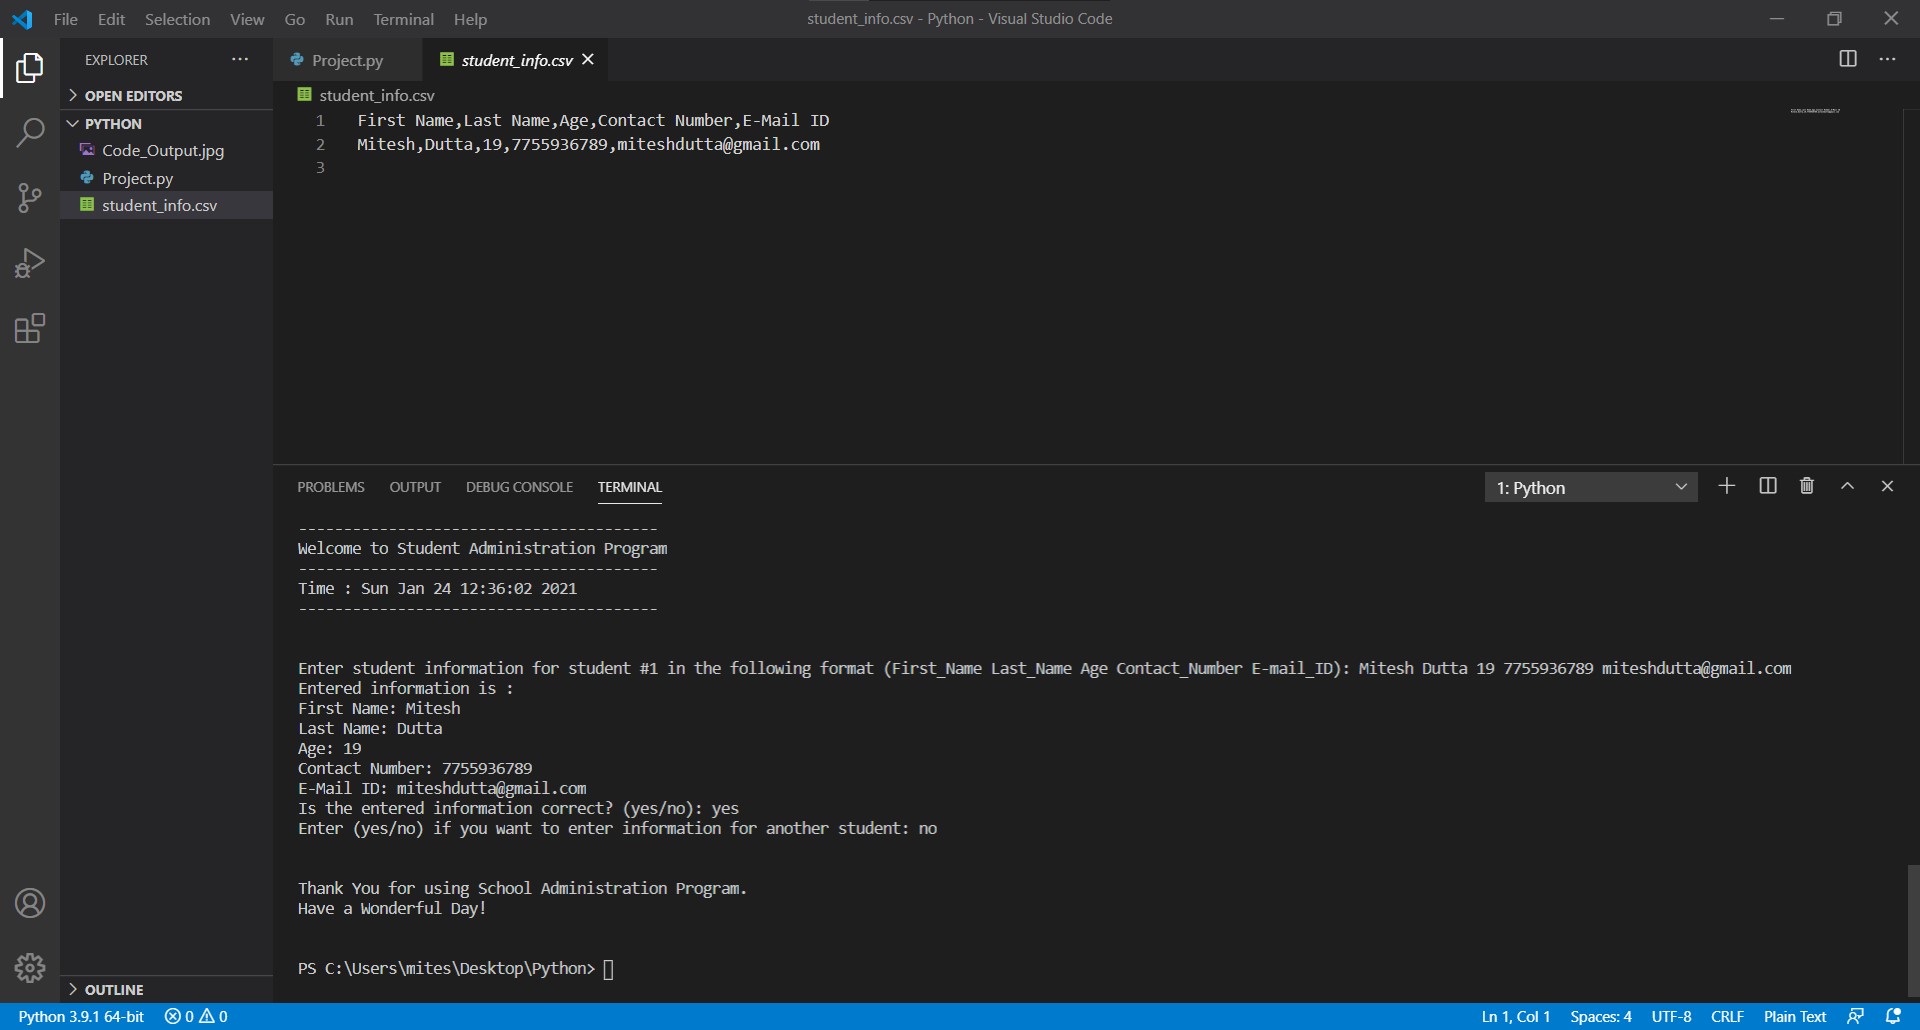 File Edit Selection View Go Run Terminal Help
student_info.csv - Python - Visual Studio Code
EXPLORER
OPEN EDITORS
PYTHON
Code_Output.jpg
Project.py
student_info.csv
OUTLINE
Project.py
student_info.csv
student_info.csv
1 First Name,Last Name,Age,Contact Number,E-Mail ID
2 Mitesh,Dutta,19,7755936789,miteshdutta@gmail.com
3
PROBLEMS OUTPUT DEBUG CONSOLE TERMINAL
1: Python
----------------------------------------
Welcome to Student Administration Program
----------------------------------------
Time : Sun Jan 24 12:36:02 2021
----------------------------------------
Enter student information for student #1 in the following format (First_Name Last_Name Age Contact_Number E-mail_ID): Mitesh Dutta 19 7755936789 miteshdutta@gmail.com
Entered information is :
First Name: Mitesh
Last Name: Dutta
Age: 19
Contact Number: 7755936789
E-Mail ID: miteshdutta@gmail.com
Is the entered information correct? (yes/no): yes
Enter (yes/no) if you want to enter information for another student: no
Thank You for using School Administration Program.
Have a Wonderful Day!
PS C:\Users\mites\Desktop\Python>
Python 3.9.1 64-bit 0 0 Ln 1, Col 1 Spaces: 4 UTF-8 CRLF Plain Text